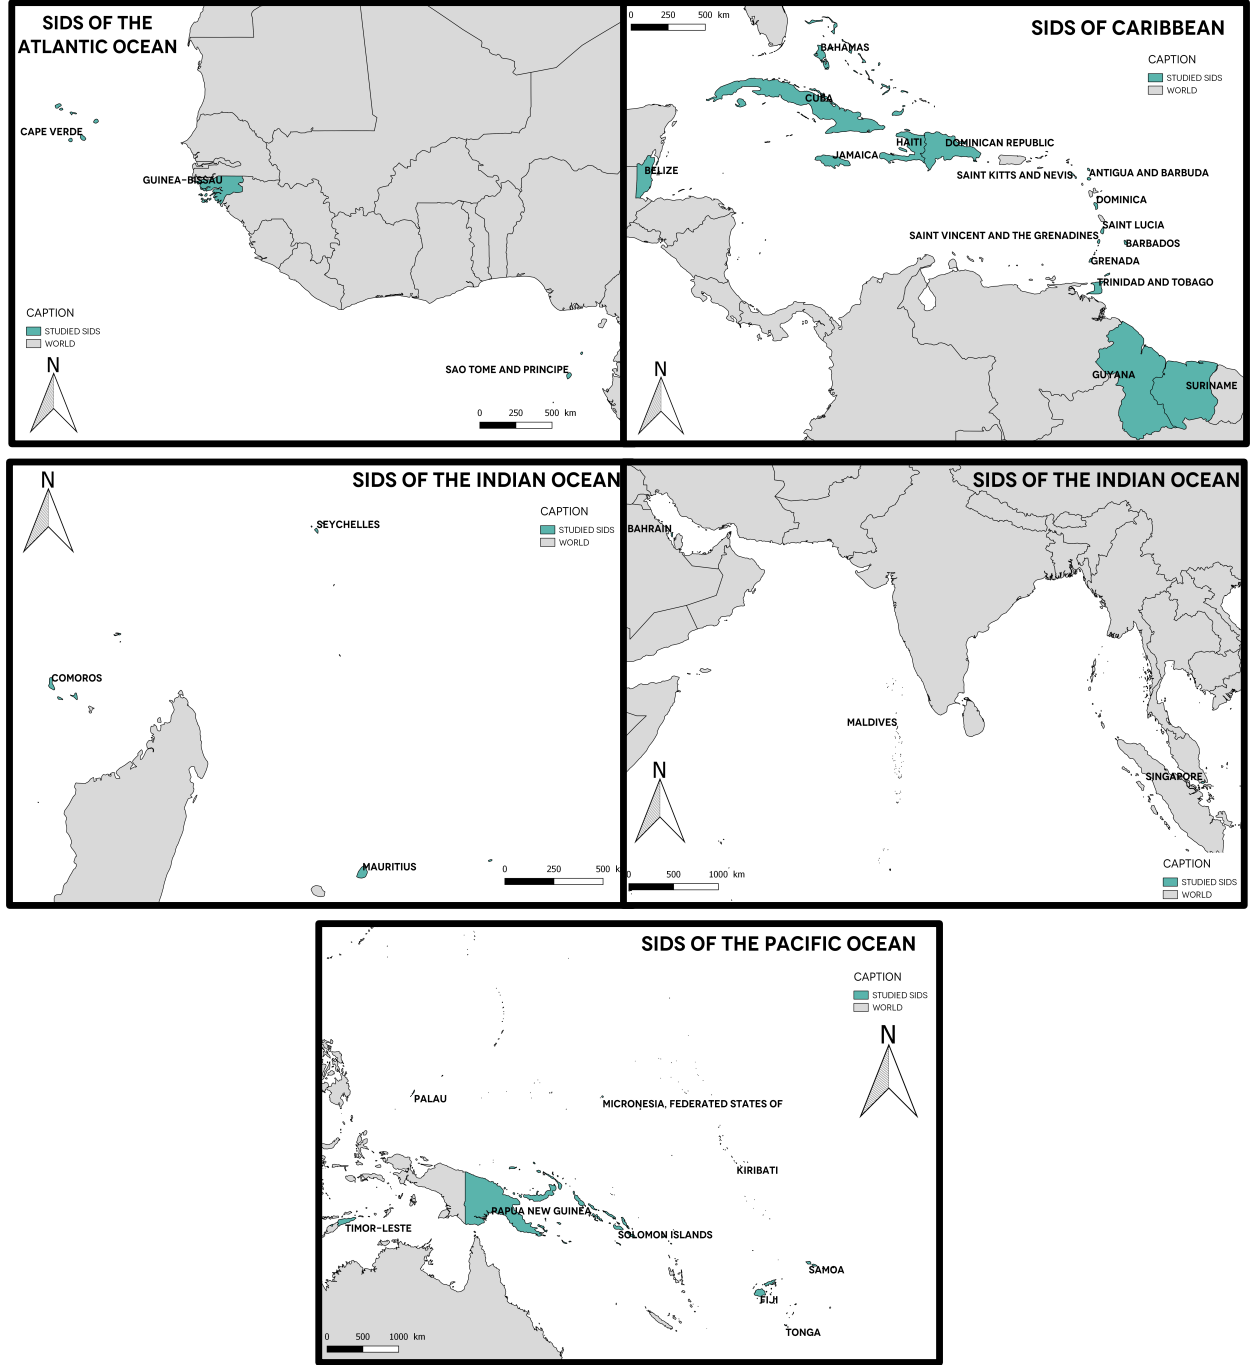 SIDS OF THE
ATLANTIC OCEAN
CAPE VERDE
GUINEA-BISSAU
CAPTION
STUDIED SIDS
WORLD
N
SAO TOME AND PRINCIPE
0 250 500 km
0 250 500 km
SIDS OF CARIBBEAN
CAPTION
STUDIED SIDS
WORLD
BAHAMAS
CUBA
HAITI
DOMINICAN REPUBLIC
JAMAICA
BELIZE
SAINT KITTS AND NEVIS
ANTIGUA AND BARBUDA
DOMINICA
SAINT LUCIA
SAINT VINCENT AND THE GRENADINES
BARBADOS
GRENADA
TRINIDAD AND TOBAGO
N
GUYANA
SURINAME
N
SIDS OF THE INDIAN OCEAN
CAPTION
STUDIED SIDS
WORLD
SEYCHELLES
COMOROS
MAURITIUS
0 250 500 k
SIDS OF THE INDIAN OCEAN
BAHRAIN
MALDIVES
N
SINGAPORE
CAPTION
STUDIED SIDS
WORLD
0 500 1000 km
SIDS OF THE PACIFIC OCEAN
CAPTION
STUDIED SIDS
WORLD
N
PALAU
MICRONESIA, FEDERATED STATES OF
KIRIBATI
PAPUA NEW GUINEA
TIMOR-LESTE
SOLOMON ISLANDS
SAMOA
FIJI
TONGA
0 500 1000 km